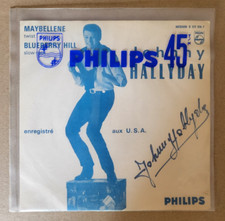 MAYBELLENE
BLUEBERRY HILL
PHILIPS
PHILIPS 45
johnny
HALLYDAY
enregistré aux U.S.A.
Johnny Hallyday
PHILIPS